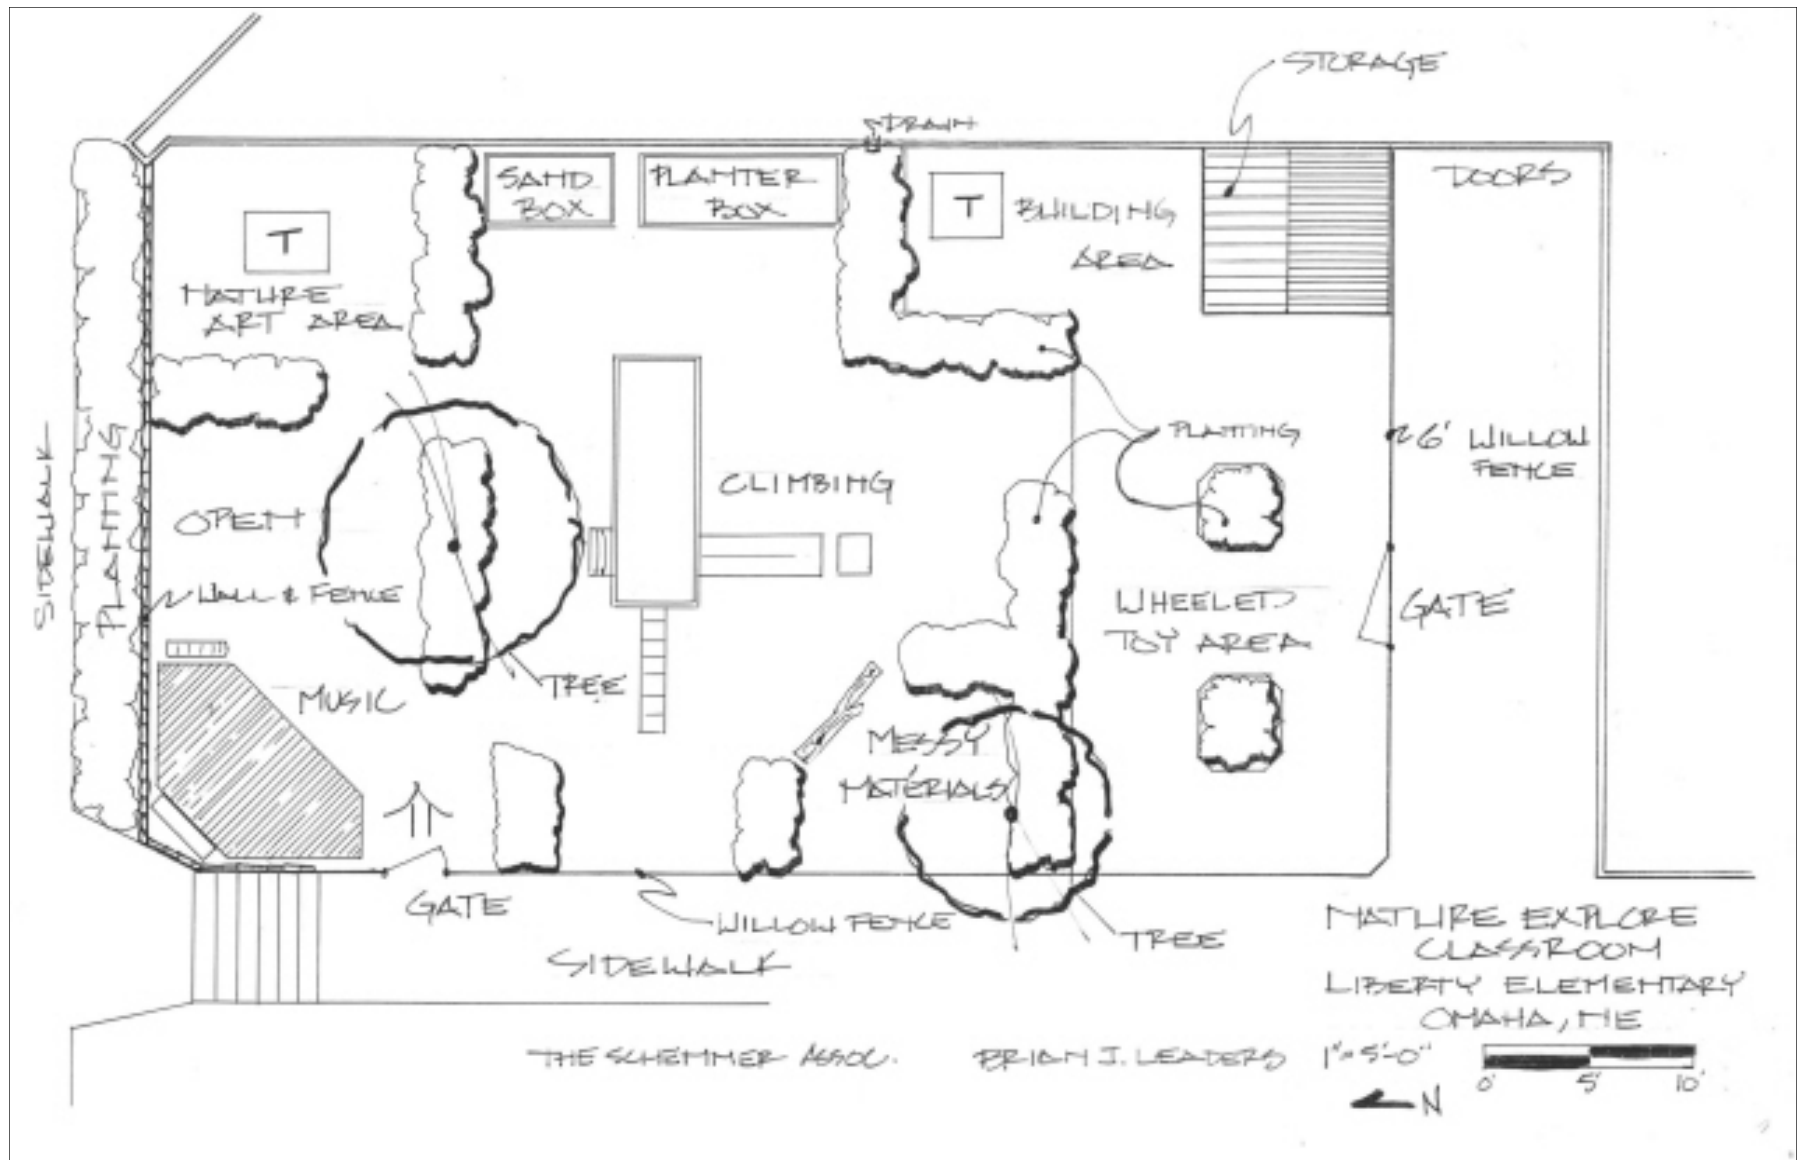 STORAGE
DRAIN
SAND
BOX
PLANTER
BOX
T
BUILDING
AREA
DOORS
T
NATURE
ART AREA
PLANTING
6' WILLOW
FENCE
SIDEWALK
PLANTING
OPEN
CLIMBING
WALL & FENCE
WHEELED
TOY AREA
GATE
TREE
MUSIC
MESSY
MATERIALS
GATE
WILLOW FENCE
TREE
SIDEWALK
NATURE EXPLORE
CLASSROOM
LIBERTY ELEMENTARY
OMAHA, NE
THE SCHEMMER ASSOC.
BRIAN J. LEADERS
1"=5'-0"
0' 5' 10'
N